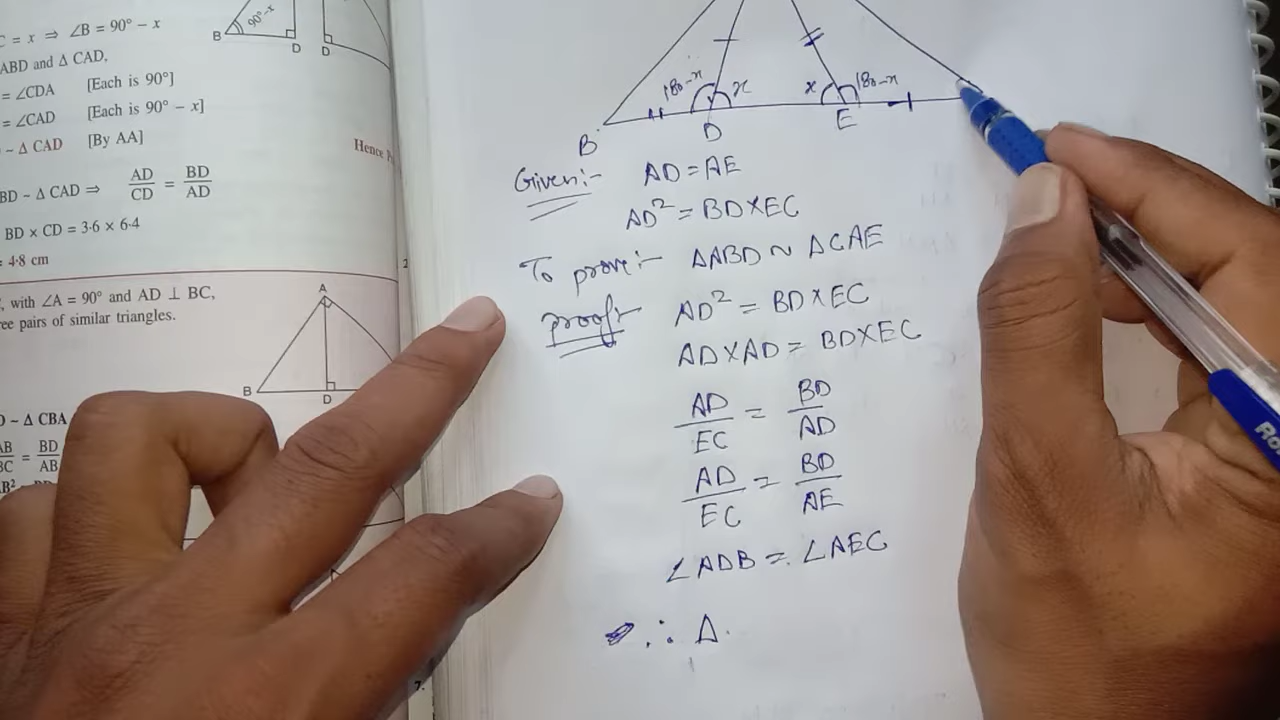 C = x ⇒ ∠B = 90° – x
ABD and Δ CAD,
= ∠CDA [Each is 90°]
= ∠CAD [Each is 90° – x]
~ Δ CAD [By AA]
BD ~ Δ CAD ⇒ AD/CD = BD/AD
BD × CD = 3·6 × 6·4
= 4·8 cm
with ∠A = 90° and AD ⊥ BC,
ree pairs of similar triangles.
D ~ Δ CBA
AB/BC = BD/AB
B 90°-x D D
Hence
A
B D
7.
180-x x x 180-x
B D E
Given:- AD = AE
AD² = BD×EC
To prove:- ΔABD ~ ΔCAE
proof:- AD² = BD×EC
AD×AD = BD×EC
AD/EC = BD/AD
AD/EC = BD/AE
∠ADB = ∠AEC
∴ Δ